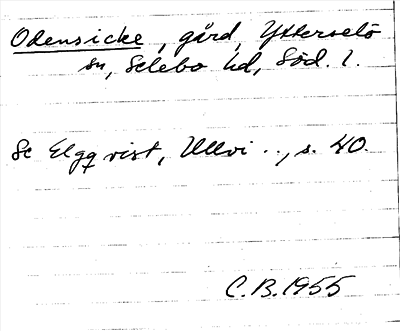 Odensicke, gård, Ytterselö
sn, Selebo hd, Söd. l.
Se Elgqvist, Ullvi .., s. 40.
C.B. 1955